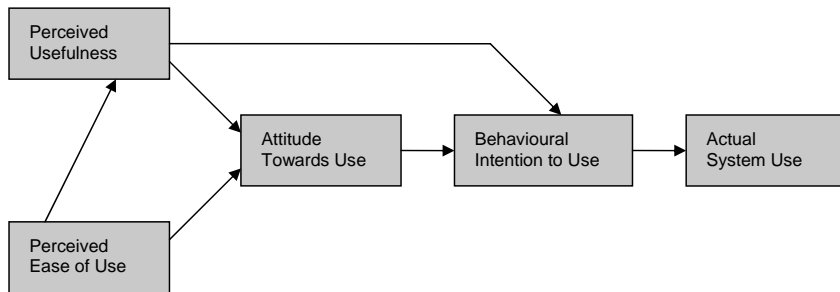 Perceived
Usefulness
Attitude
Towards Use
Behavioural
Intention to Use
Actual
System Use
Perceived
Ease of Use